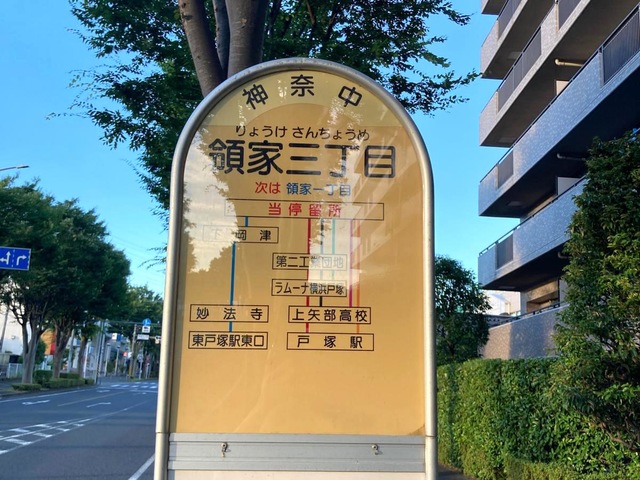 神奈中
りょうけ さんちょうめ
領家三丁目
次は 領家一丁目
当停留所
岡津
第二工業団地
ラムーナ横浜戸塚
妙法寺
上矢部高校
東戸塚駅東口
戸塚駅